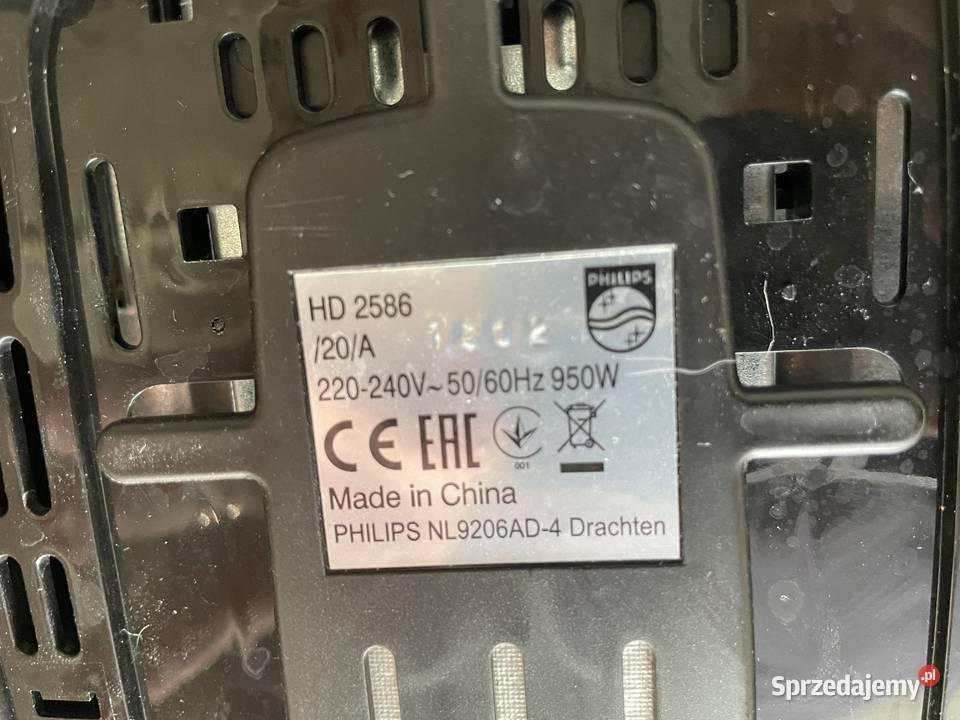 PHILIPS
HD 2586
/20/A
220-240V~ 50/60Hz 950W
CE EAC
001
Made in China
PHILIPS NL9206AD-4 Drachten
Sprzedajemy.pl